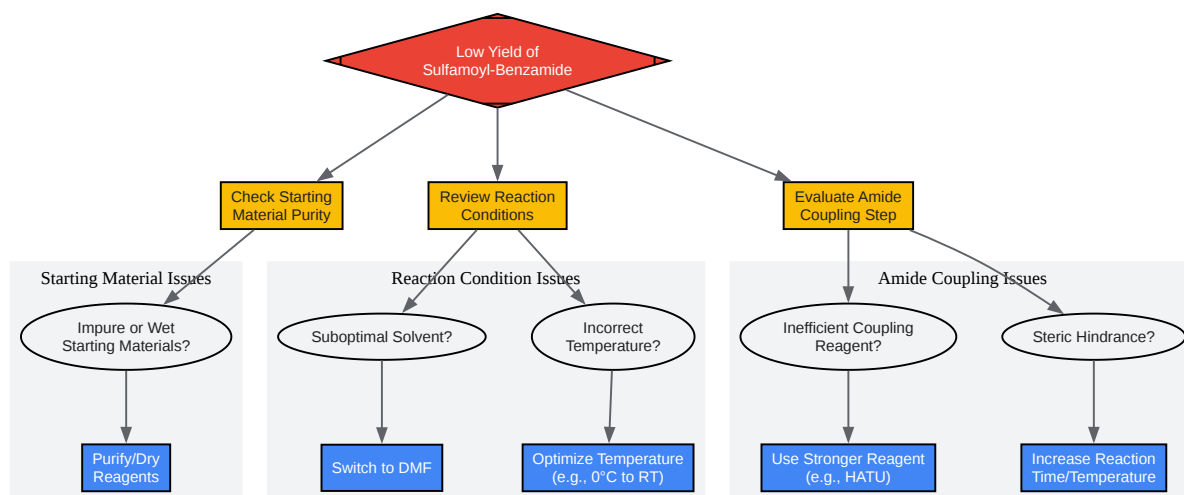 Low Yield of
Sulfamoyl-Benzamide
Check Starting
Material Purity
Review Reaction
Conditions
Evaluate Amide
Coupling Step
Starting Material Issues
Reaction Condition Issues
Amide Coupling Issues
Impure or Wet
Starting Materials?
Suboptimal Solvent?
Incorrect
Temperature?
Inefficient Coupling
Reagent?
Steric Hindrance?
Purify/Dry
Reagents
Switch to DMF
Optimize Temperature
(e.g., 0°C to RT)
Use Stronger Reagent
(e.g., HATU)
Increase Reaction
Time/Temperature